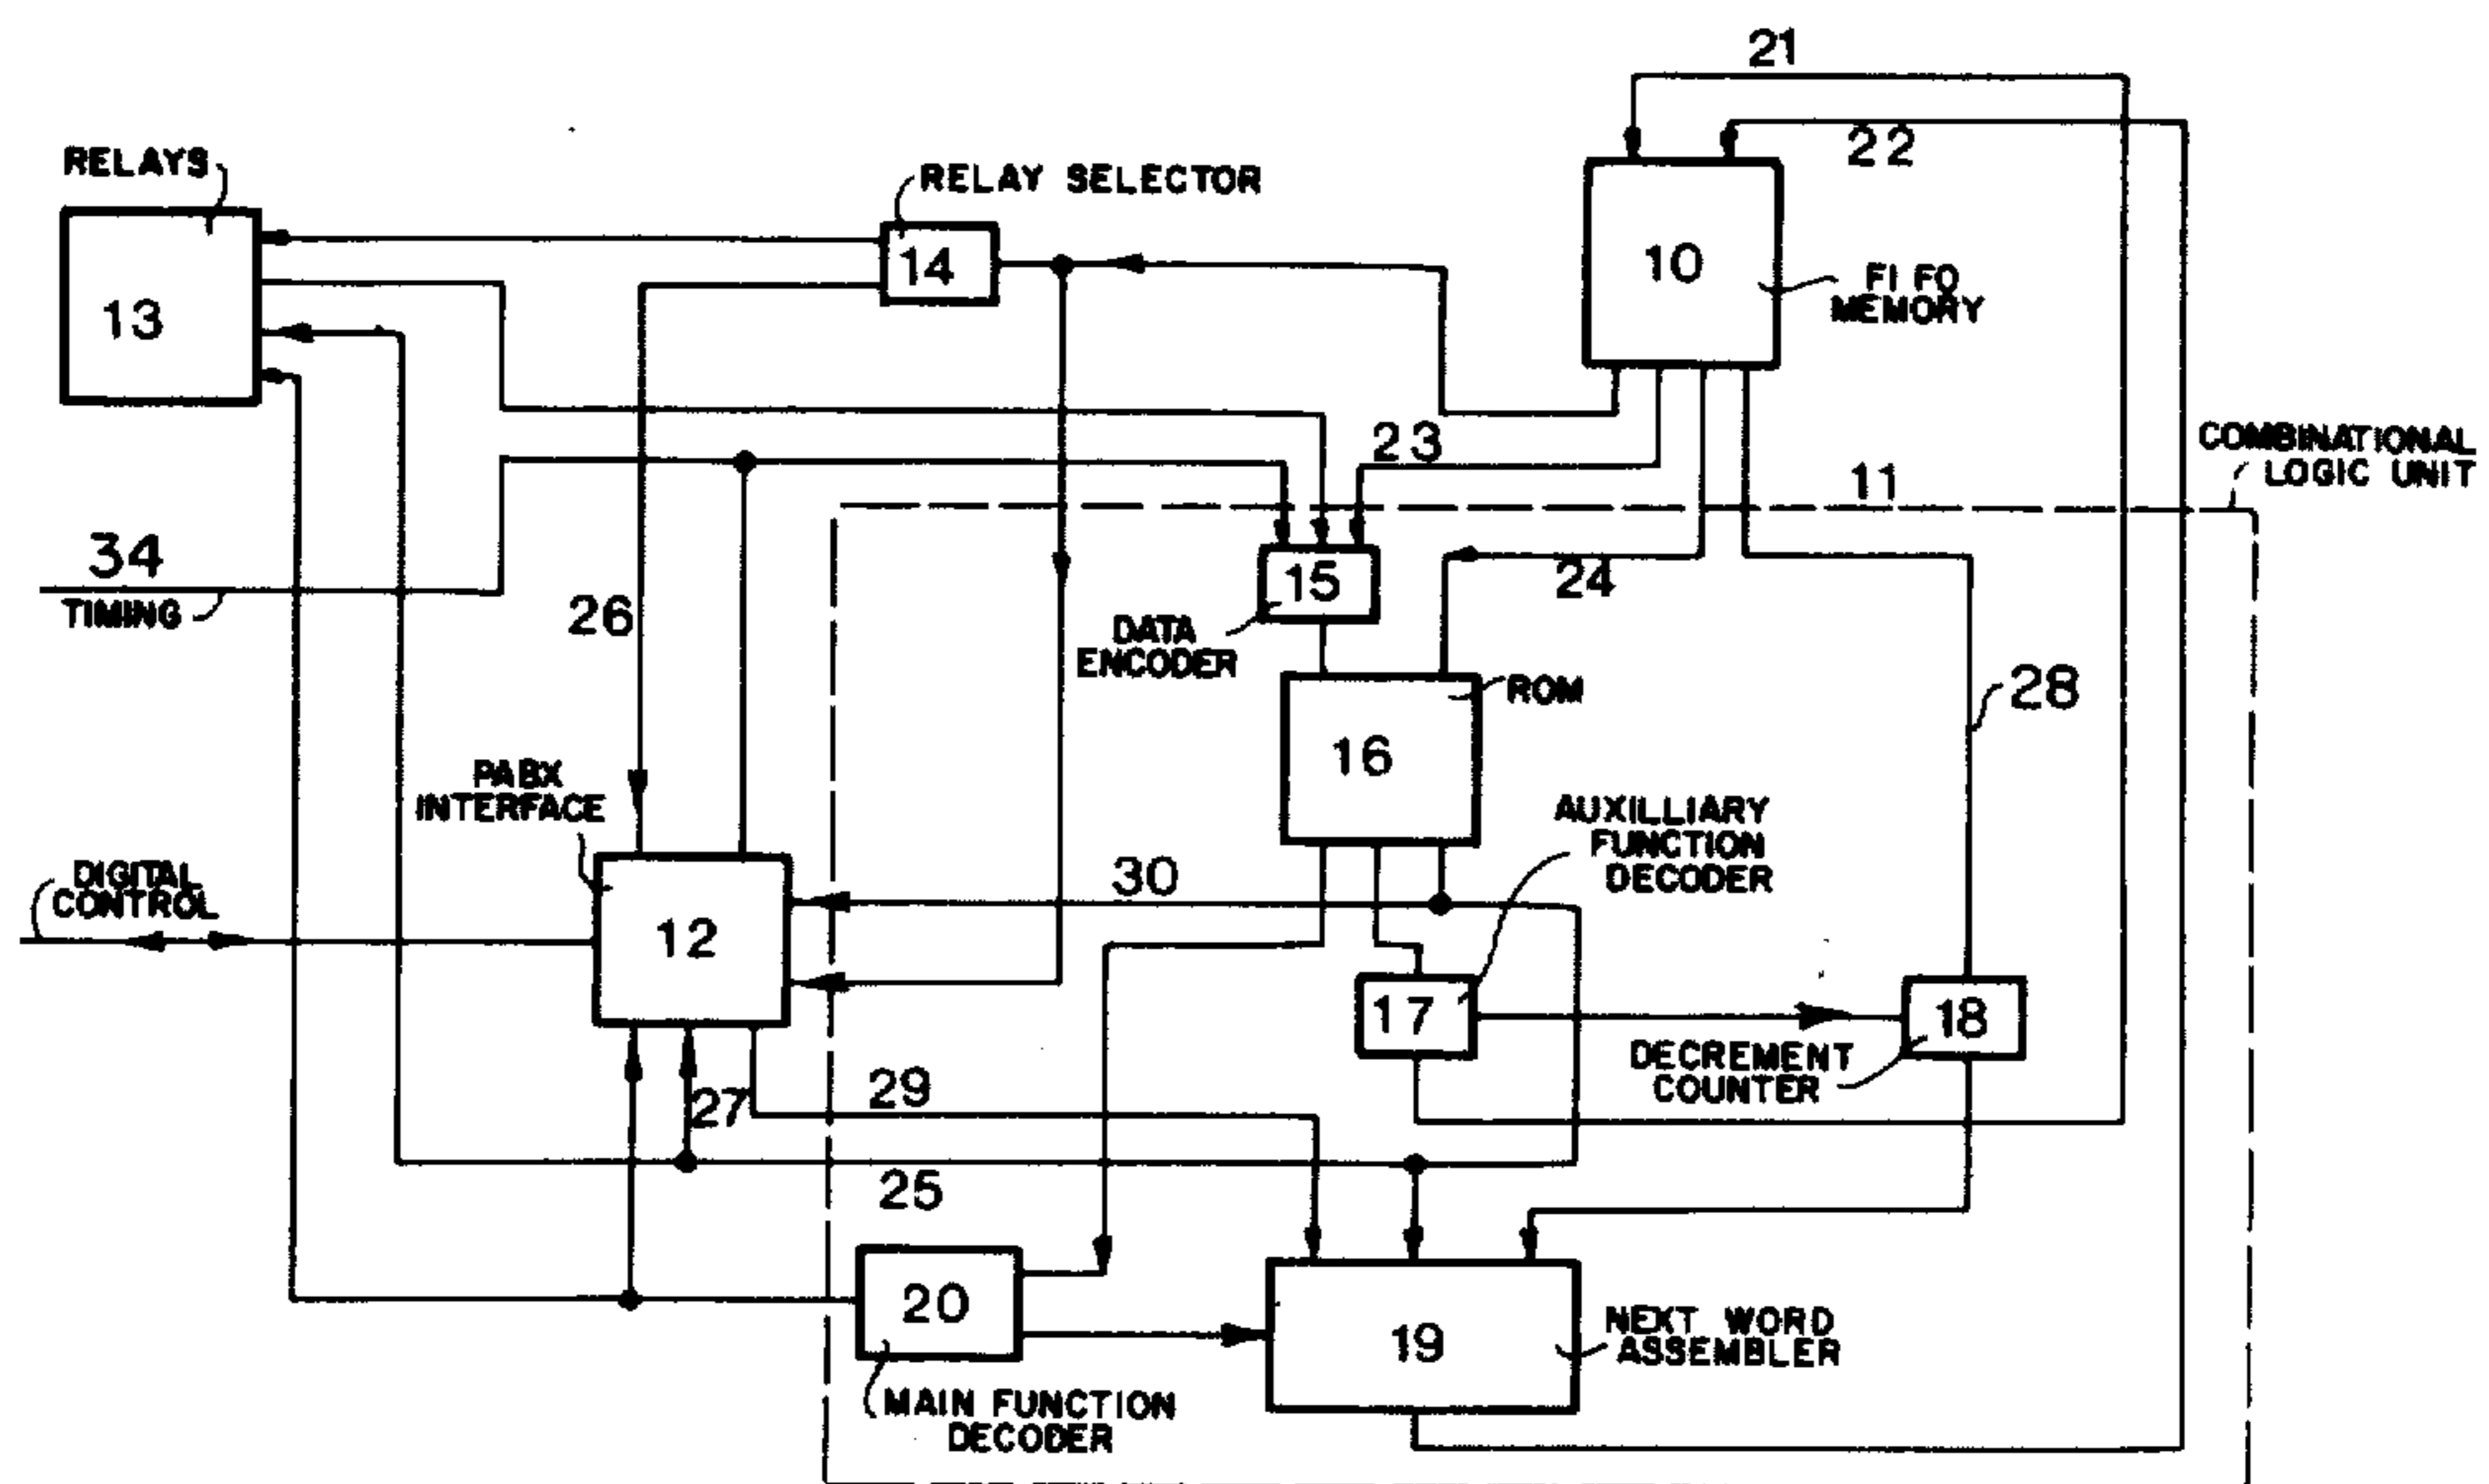 21
22
RELAYS
RELAY SELECTOR
14
10
FI FO
MEMORY
13
23
COMBINATIONAL
LOGIC UNIT
11
34
TIMING
26
15
24
DATA
ENCODER
ROM
28
16
PABX
INTERFACE
AUXILLIARY
FUNCTION
DECODER
DIGITAL
CONTROL
30
12
17
18
DECREMENT
COUNTER
27
29
25
20
19
NEXT WORD
ASSEMBLER
MAIN FUNCTION
DECODER